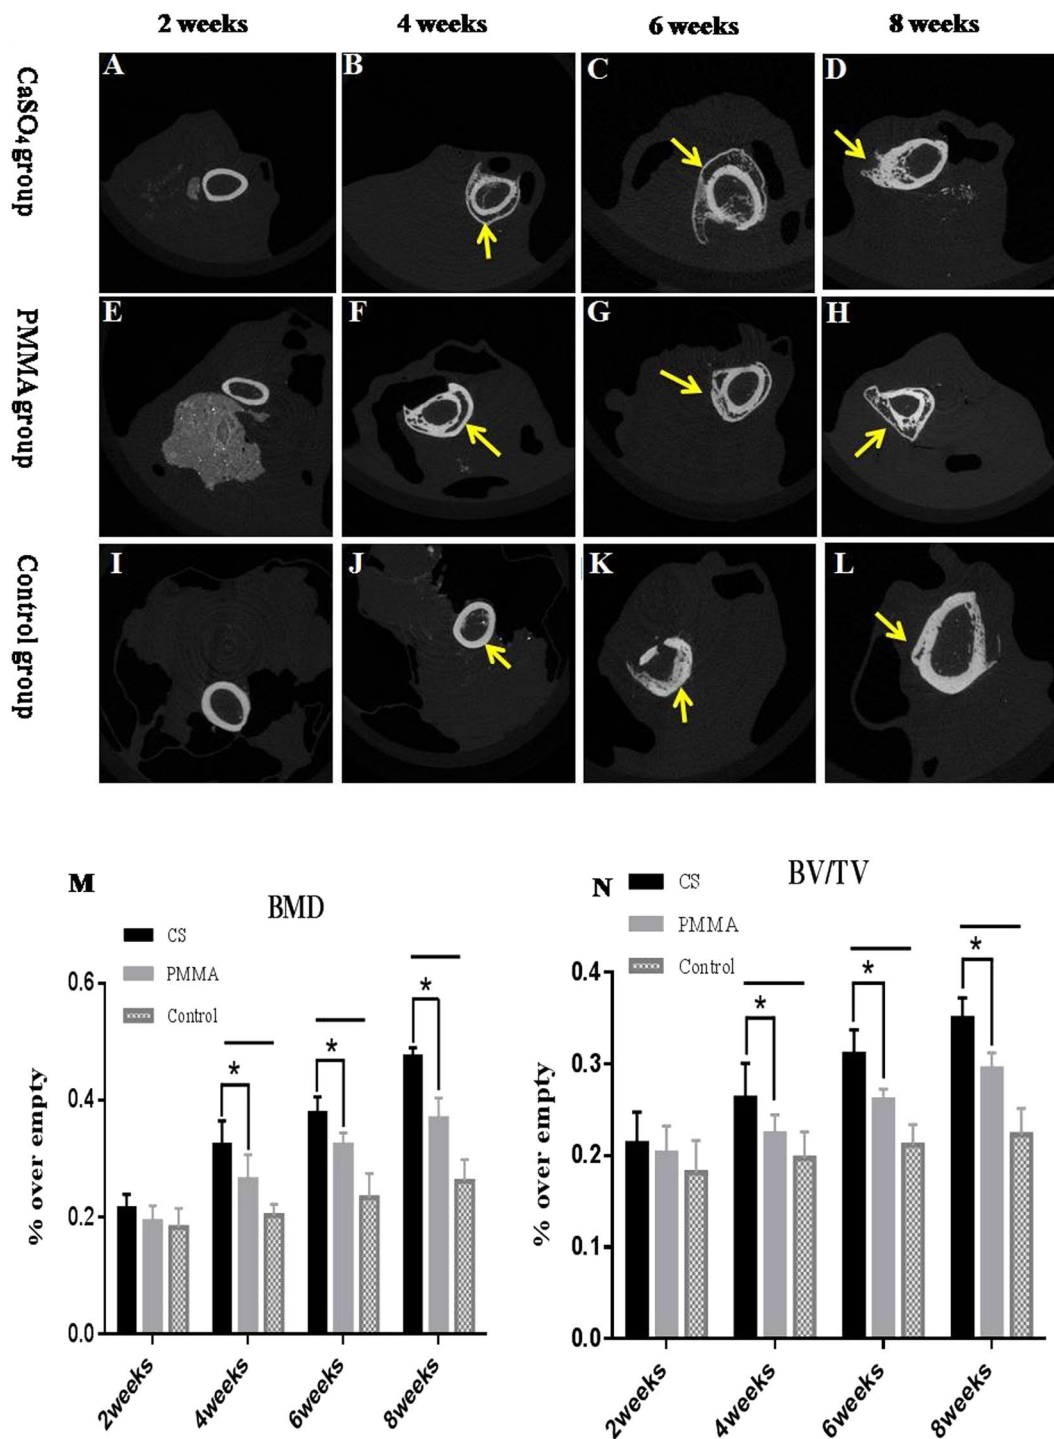 2 weeks 4 weeks 6 weeks 8 weeks
CaSO₄ group
A B C D
PMMA group
E F G H
Control group
I J K L
M
BMD
CS
PMMA
Control
% over empty
0.6
0.4
0.2
0.0
* * *
2weeks 4weeks 6weeks 8weeks
N
BV/TV
CS
PMMA
Control
% over empty
0.4
0.3
0.2
0.1
0.0
* * *
2weeks 4weeks 6weeks 8weeks